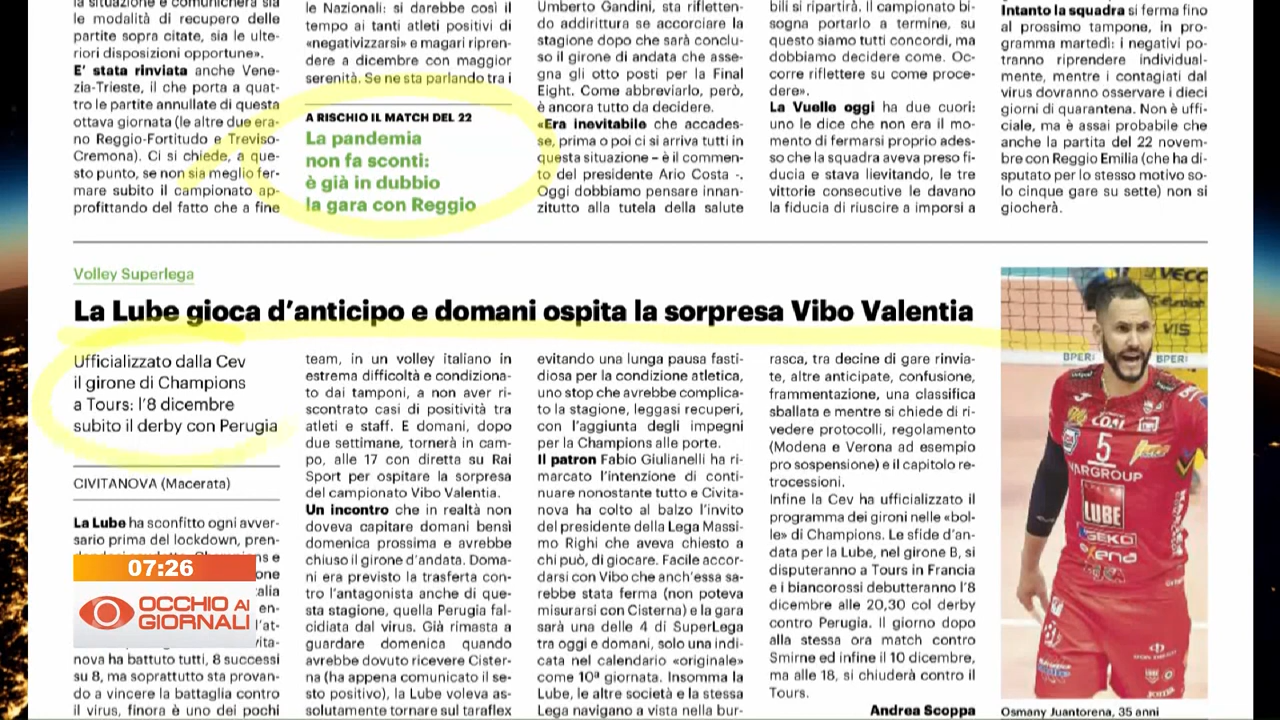 la situazione e comunicherà sia
le modalità di recupero delle
partite sopra citate, sia le ulte-
riori disposizioni opportune».
E' stata rinviata anche Vene-
zia-Trieste, il che porta a quat-
tro le partite annullate di questa
ottava giornata (le altre due era-
no Reggio-Fortitudo e Treviso-
Cremona). Ci si chiede, a que-
sto punto, se non sia meglio fer-
mare subito il campionato ap-
profittando del fatto che a fine
le Nazionali: si darebbe così il
tempo ai tanti atleti positivi di
«negativizzarsi» e magari ripren-
dere a dicembre con maggior
serenità. Se ne sta parlando tra i
A RISCHIO IL MATCH DEL 22
La pandemia
non fa sconti:
è già in dubbio
la gara con Reggio
Umberto Gandini, sta rifletten-
do addirittura se accorciare la
stagione dopo che sarà conclu-
so il girone di andata che asse-
gna gli otto posti per la Final
Eight. Come abbreviarlo, però,
è ancora tutto da decidere.
«Era inevitabile che accades-
se, prima o poi ci si arriva tutti in
questa situazione – è il commen-
to del presidente Ario Costa -.
Oggi dobbiamo pensare innan-
zitutto alla tutela della salute
bili si ripartirà. Il campionato bi-
sogna portarlo a termine, su
questo siamo tutti concordi, ma
dobbiamo decidere come. Oc-
corre riflettere su come proce-
dere».
La Vuelle oggi ha due cuori:
uno le dice che non era il mo-
mento di fermarsi proprio ades-
so che la squadra aveva preso fi-
ducia e stava lievitando, le tre
vittorie consecutive le davano
la fiducia di riuscire a imporsi a
Intanto la squadra si ferma fino
al prossimo tampone, in pro-
gramma martedì: i negativi po-
tranno riprendere individual-
mente, mentre i contagiati dal
virus dovranno osservare i dieci
giorni di quarantena. Non è uffi-
ciale, ma è assai probabile che
anche la partita del 22 novem-
bre con Reggio Emilia (che ha di-
sputato per lo stesso motivo so-
lo cinque gare su sette) non si
giocherà.
Volley Superlega
La Lube gioca d'anticipo e domani ospita la sorpresa Vibo Valentia
Ufficializzato dalla Cev
il girone di Champions
a Tours: l'8 dicembre
subito il derby con Perugia
CIVITANOVA (Macerata)
La Lube ha sconfitto ogni avver-
sario prima del lockdown, pren-
07:26
OCCHIO AI
GIORNALI
nova ha battuto tutti, 8 successi
su 8, ma soprattutto sta provan-
do a vincere la battaglia contro
il virus, finora è uno dei pochi
team, in un volley italiano in
estrema difficoltà e condiziona-
to dai tamponi, a non aver ri-
scontrato casi di positività tra
atleti e staff. E domani, dopo
due settimane, tornerà in cam-
po, alle 17 con diretta su Rai
Sport per ospitare la sorpresa
del campionato Vibo Valentia.
Un incontro che in realtà non
doveva capitare domani bensì
domenica prossima e avrebbe
chiuso il girone d'andata. Doma-
ni era previsto la trasferta con-
tro l'antagonista anche di que-
sta stagione, quella Perugia fal-
cidiata dal virus. Già rimasta a
guardare domenica quando
avrebbe dovuto ricevere Cister-
na (ha appena comunicato il se-
sto positivo), la Lube voleva as-
solutamente tornare sul taraflex
evitando una lunga pausa fasti-
diosa per la condizione atletica,
uno stop che avrebbe complica-
to la stagione, leggasi recuperi,
con l'aggiunta degli impegni
per la Champions alle porte.
Il patron Fabio Giulianelli ha ri-
marcato l'intenzione di conti-
nuare nonostante tutto e Civita-
nova ha colto al balzo l'invito
del presidente della Lega Massi-
mo Righi che aveva chiesto a
chi può, di giocare. Facile accor-
darsi con Vibo che anch'essa sa-
rebbe stata ferma (non poteva
misurarsi con Cisterna) e la gara
sarà una delle 4 di SuperLega
tra oggi e domani, solo una indi-
cata nel calendario «originale»
come 10ª giornata. Insomma la
Lube, le altre società e la stessa
Lega navigano a vista nella bur-
rasca, tra decine di gare rinvia-
te, altre anticipate, confusione,
frammentazione, una classifica
sballata e mentre si chiede di ri-
vedere protocolli, regolamento
(Modena e Verona ad esempio
pro sospensione) e il capitolo re-
trocessioni.
Infine la Cev ha ufficializzato il
programma dei gironi nelle «bol-
le» di Champions. Le sfide d'an-
data per la Lube, nel girone B, si
disputeranno a Tours in Francia
e i biancorossi debutteranno l'8
dicembre alle 20,30 col derby
contro Perugia. Il giorno dopo
alla stessa ora match contro
Smirne ed infine il 10 dicembre,
ma alle 18, si chiuderà contro il
Tours.
Andrea Scoppa
VIS
BPER:
BPER:
5
LUBE
Osmany Juantorena, 35 anni